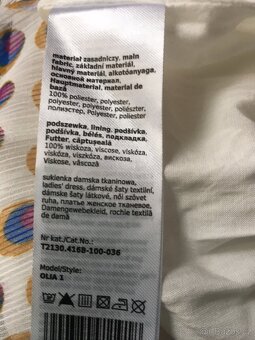 materiał zasadniczy, main
fabric, základní materiál,
hlavný materiál, alkotóanyaga,
основной материал,
Hauptmaterial, material de
bază
100% poliester, polyester,
polyester, polyester, poliészter,
полиэстер, Polyester, poliester
podszewka, lining, podšívka,
podšívka, bélés, подкладка,
Futter, căptușeală
100% wiskoza, viscose, viskóza,
viskóza, viszkóza, вискоза,
Viskose, vâscoză
sukienka damska tkaninowa,
ladies' dress, dámské šaty textilní,
dámske šaty látkové, női szövet
ruha, платье женское тканевое,
Damengewebekleid, rochie textilă
de damă
Nr kat./Cat.No.:
T2130.4168-100-036
Model/Style:
OLIA 1